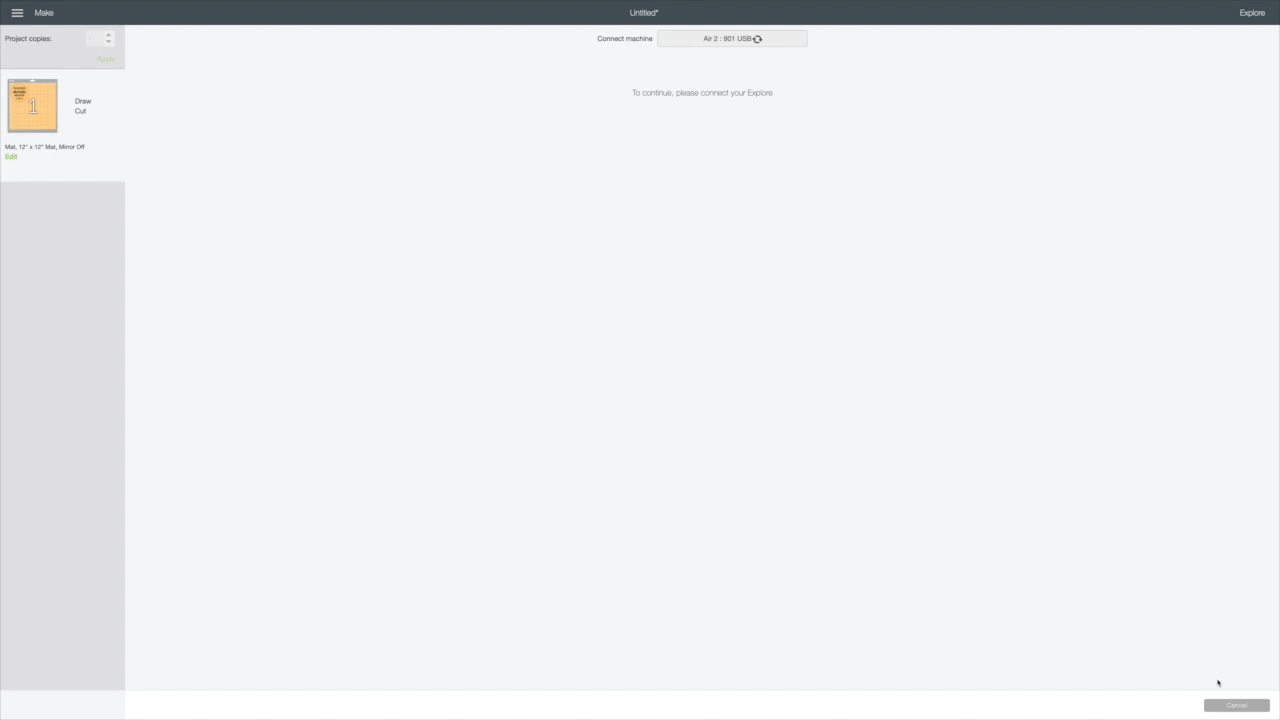 Make
Untitled*
Explore
Project copies:
Apply
Connect machine
Air 2 : 901 USB
To continue, please connect your Explore
1
Draw
Cut
Mat, 12" x 12" Mat, Mirror Off
Edit
Cancel